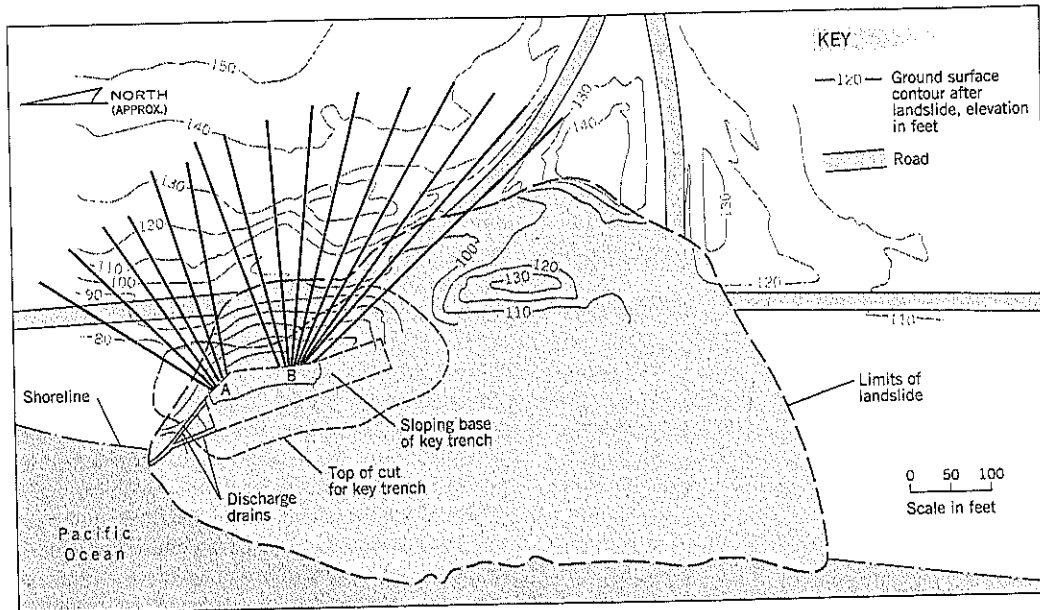 KEY
—120— Ground surface
contour after
landslide, elevation
in feet
Road
NORTH
(APPROX.)
150
140
130
120
110
100
90
80
130
140
130
120
110
100
120
130
110
A
B
Shoreline
Sloping base
of key trench
Top of cut
for key trench
Discharge
drains
Limits of
landslide
0 50 100
Scale in feet
Pacific
Ocean